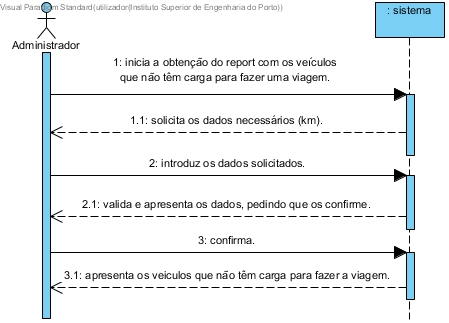 Visual Paradigm Standard(utilizador(Instituto Superior de Engenharia do Porto))
: sistema
Administrador
1: inicia a obtenção do report com os veículos
que não têm carga para fazer uma viagem.
1.1: solicita os dados necessários (km).
2: introduz os dados solicitados.
2.1: valida e apresenta os dados, pedindo que os confirme.
3: confirma.
3.1: apresenta os veiculos que não têm carga para fazer a viagem.